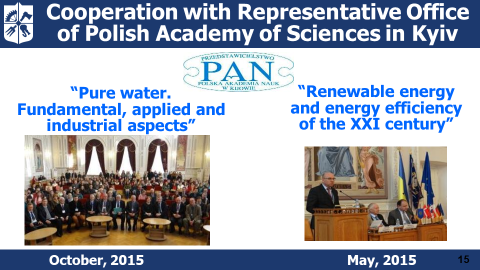 Cooperation with Representative Office
of Polish Academy of Sciences in Kyiv
PRZEDSTAWICIELSTWO
PAN
POLSKA AKADEMIA NAUK
W KIJOWIE
“Pure water.
Fundamental, applied and
industrial aspects”
“Renewable energy
and energy efficiency
of the XXI century”
October, 2015
May, 2015
15